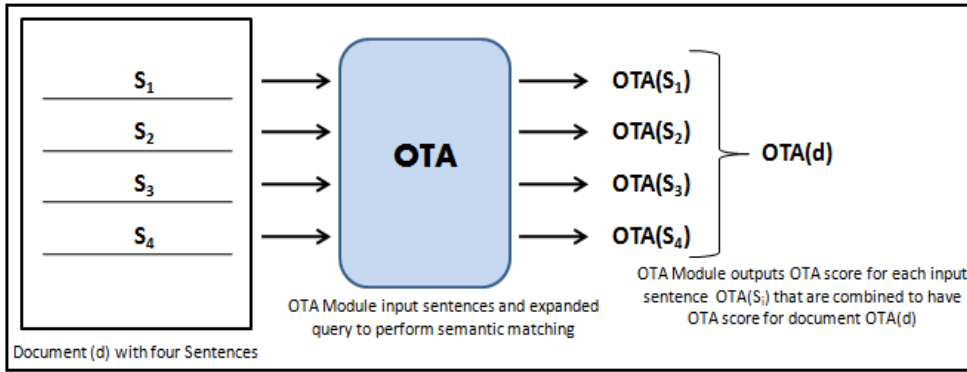 S₁
S₂
S₃
S₄
Document (d) with four Sentences
OTA
OTA Module input sentences and expanded
query to perform semantic matching
OTA(S₁)
OTA(S₂)
OTA(S₃)
OTA(S₄)
OTA(d)
OTA Module outputs OTA score for each input
sentence OTA(Sᵢ) that are combined to have
OTA score for document OTA(d)